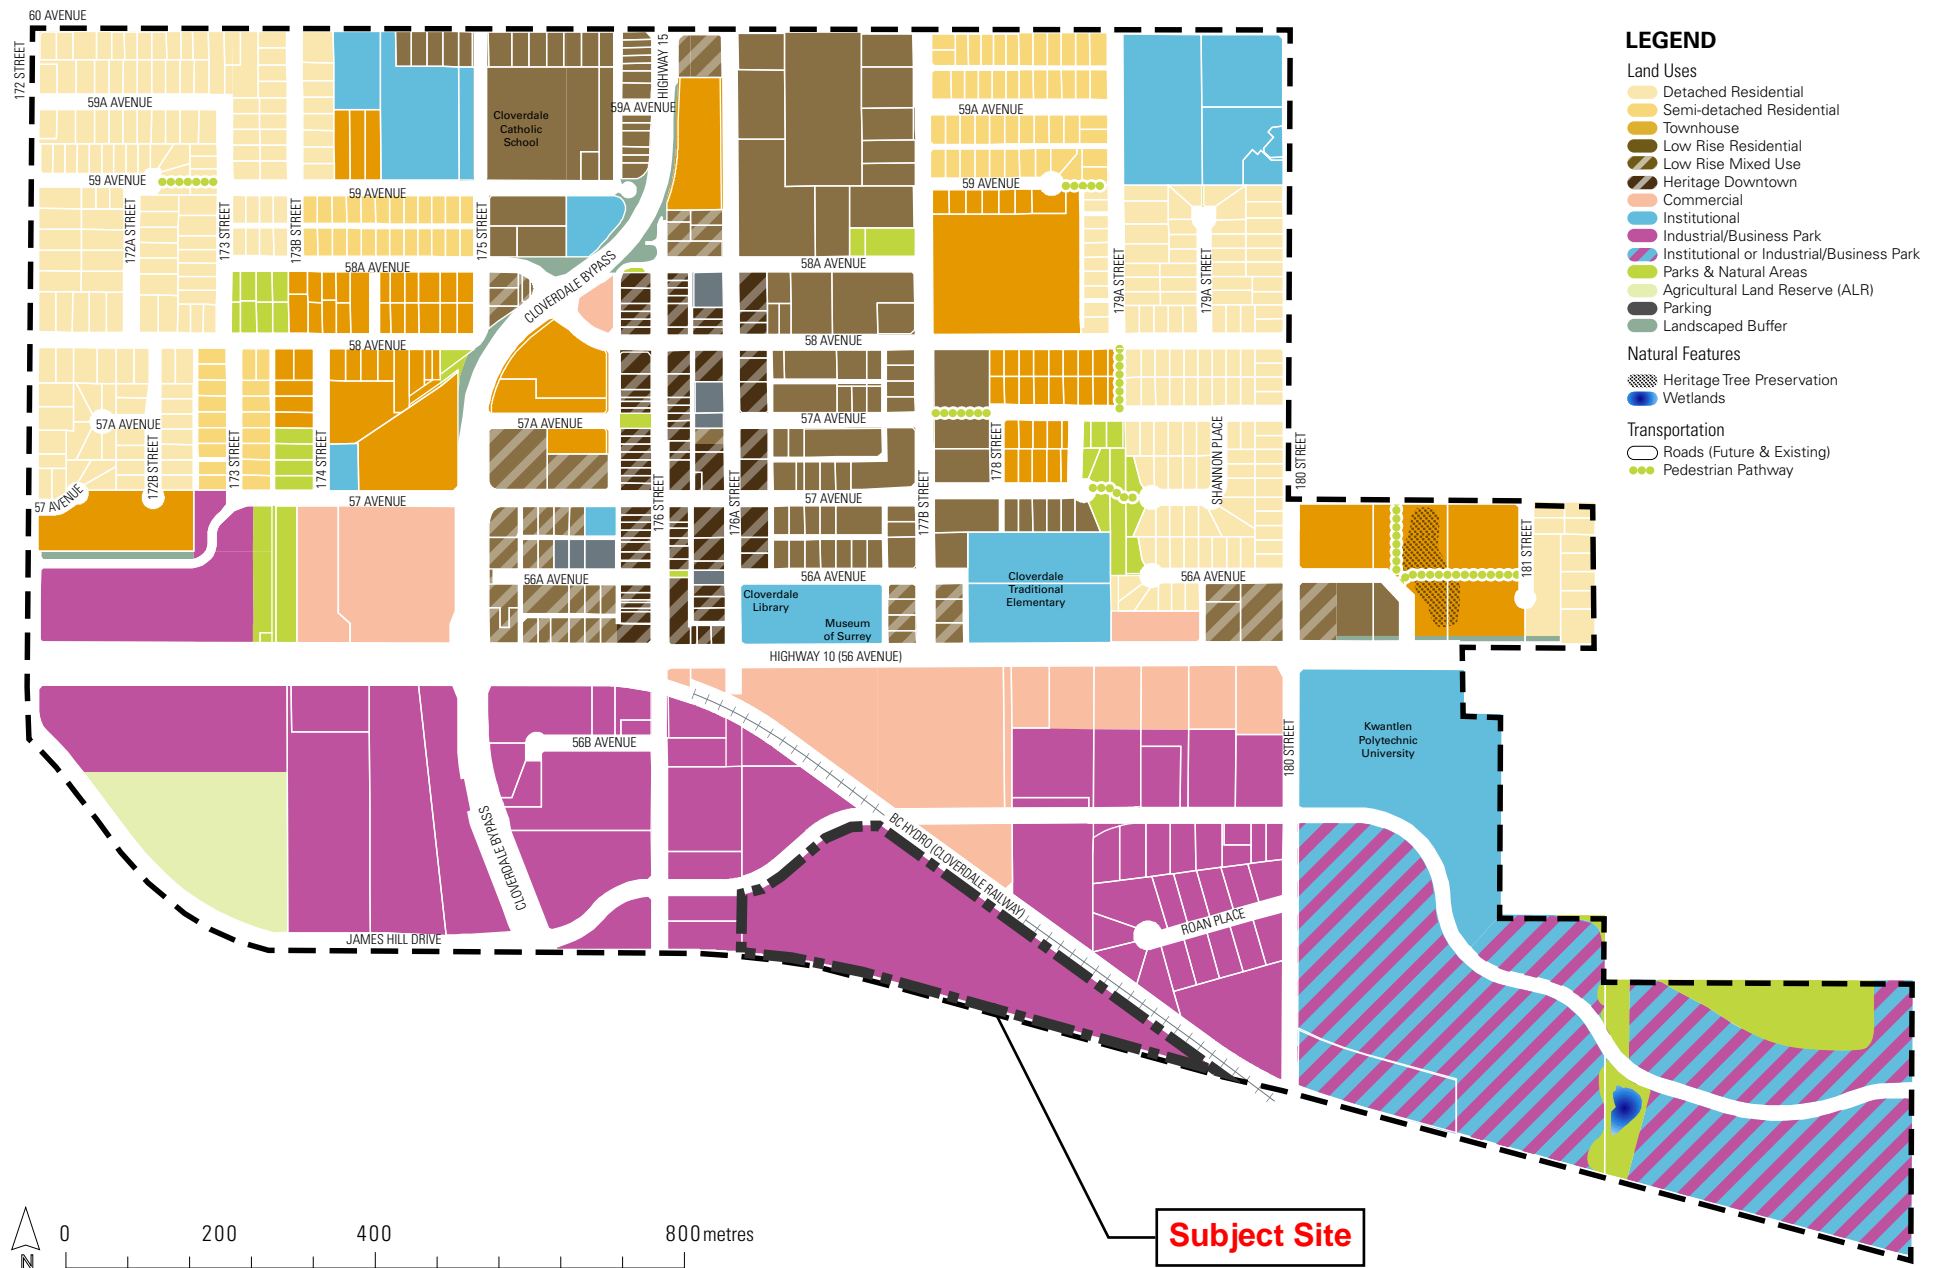 60 AVENUE
172 STREET
59A AVENUE
HIGHWAY 15
59A AVENUE
59A AVENUE
Cloverdale
Catholic
School
59 AVENUE
59 AVENUE
59 AVENUE
172A STREET
173 STREET
173B STREET
175 STREET
58A AVENUE
CLOVERDALE BYPASS
58A AVENUE
179A STREET
179A STREET
58 AVENUE
58 AVENUE
57A AVENUE
57A AVENUE
57A AVENUE
172B STREET
173 STREET
174 STREET
176 STREET
176A STREET
177B STREET
178 STREET
SHANNON PLACE
180 STREET
57 AVENUE
57 AVENUE
57 AVENUE
181 STREET
56A AVENUE
56A AVENUE
56A AVENUE
Cloverdale
Library
Museum
of Surrey
Cloverdale
Traditional
Elementary
HIGHWAY 10 (56 AVENUE)
56B AVENUE
180 STREET
Kwantlen
Polytechnic
University
CLOVERDALE BYPASS
BC HYDRO (CLOVERDALE RAILWAY)
ROAN PLACE
JAMES HILL DRIVE
Subject Site
N
0 200 400 800 metres
LEGEND
Land Uses
Detached Residential
Semi-detached Residential
Townhouse
Low Rise Residential
Low Rise Mixed Use
Heritage Downtown
Commercial
Institutional
Industrial/Business Park
Institutional or Industrial/Business Park
Parks & Natural Areas
Agricultural Land Reserve (ALR)
Parking
Landscaped Buffer
Natural Features
Heritage Tree Preservation
Wetlands
Transportation
Roads (Future & Existing)
Pedestrian Pathway